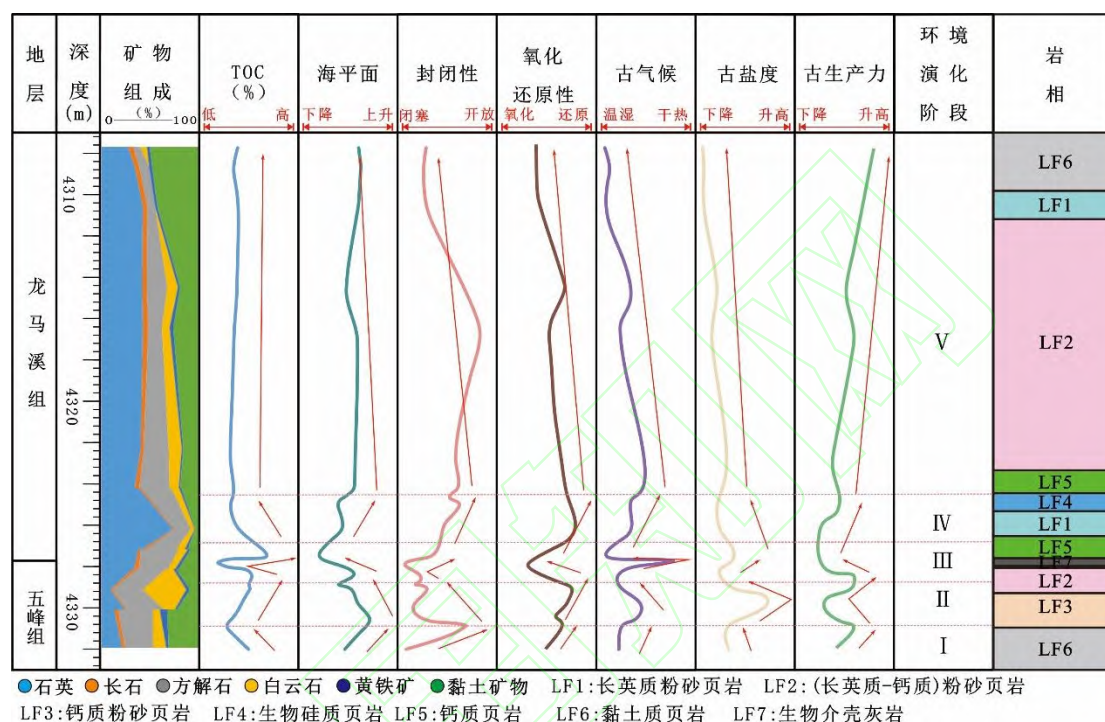 地层
深度(m)
矿物组成
(%)
0 100
TOC
(%)
低 高
海平面
下降 上升
封闭性
闭塞 开放
氧化还原性
氧化 还原
古气候
温湿 干热
古盐度
下降 升高
古生产力
下降 升高
环境演化阶段
岩相
龙马溪组
五峰组
4310
4320
4330
V
IV
III
II
I
LF6
LF1
LF2
LF5
LF4
LF1
LF5
LF7
LF2
LF3
LF6
石英 长石 方解石 白云石 黄铁矿 黏土矿物 LF1:长英质粉砂页岩 LF2:(长英质-钙质)粉砂页岩
LF3:钙质粉砂页岩 LF4:生物硅质页岩 LF5:钙质页岩 LF6:黏土质页岩 LF7:生物介壳灰岩